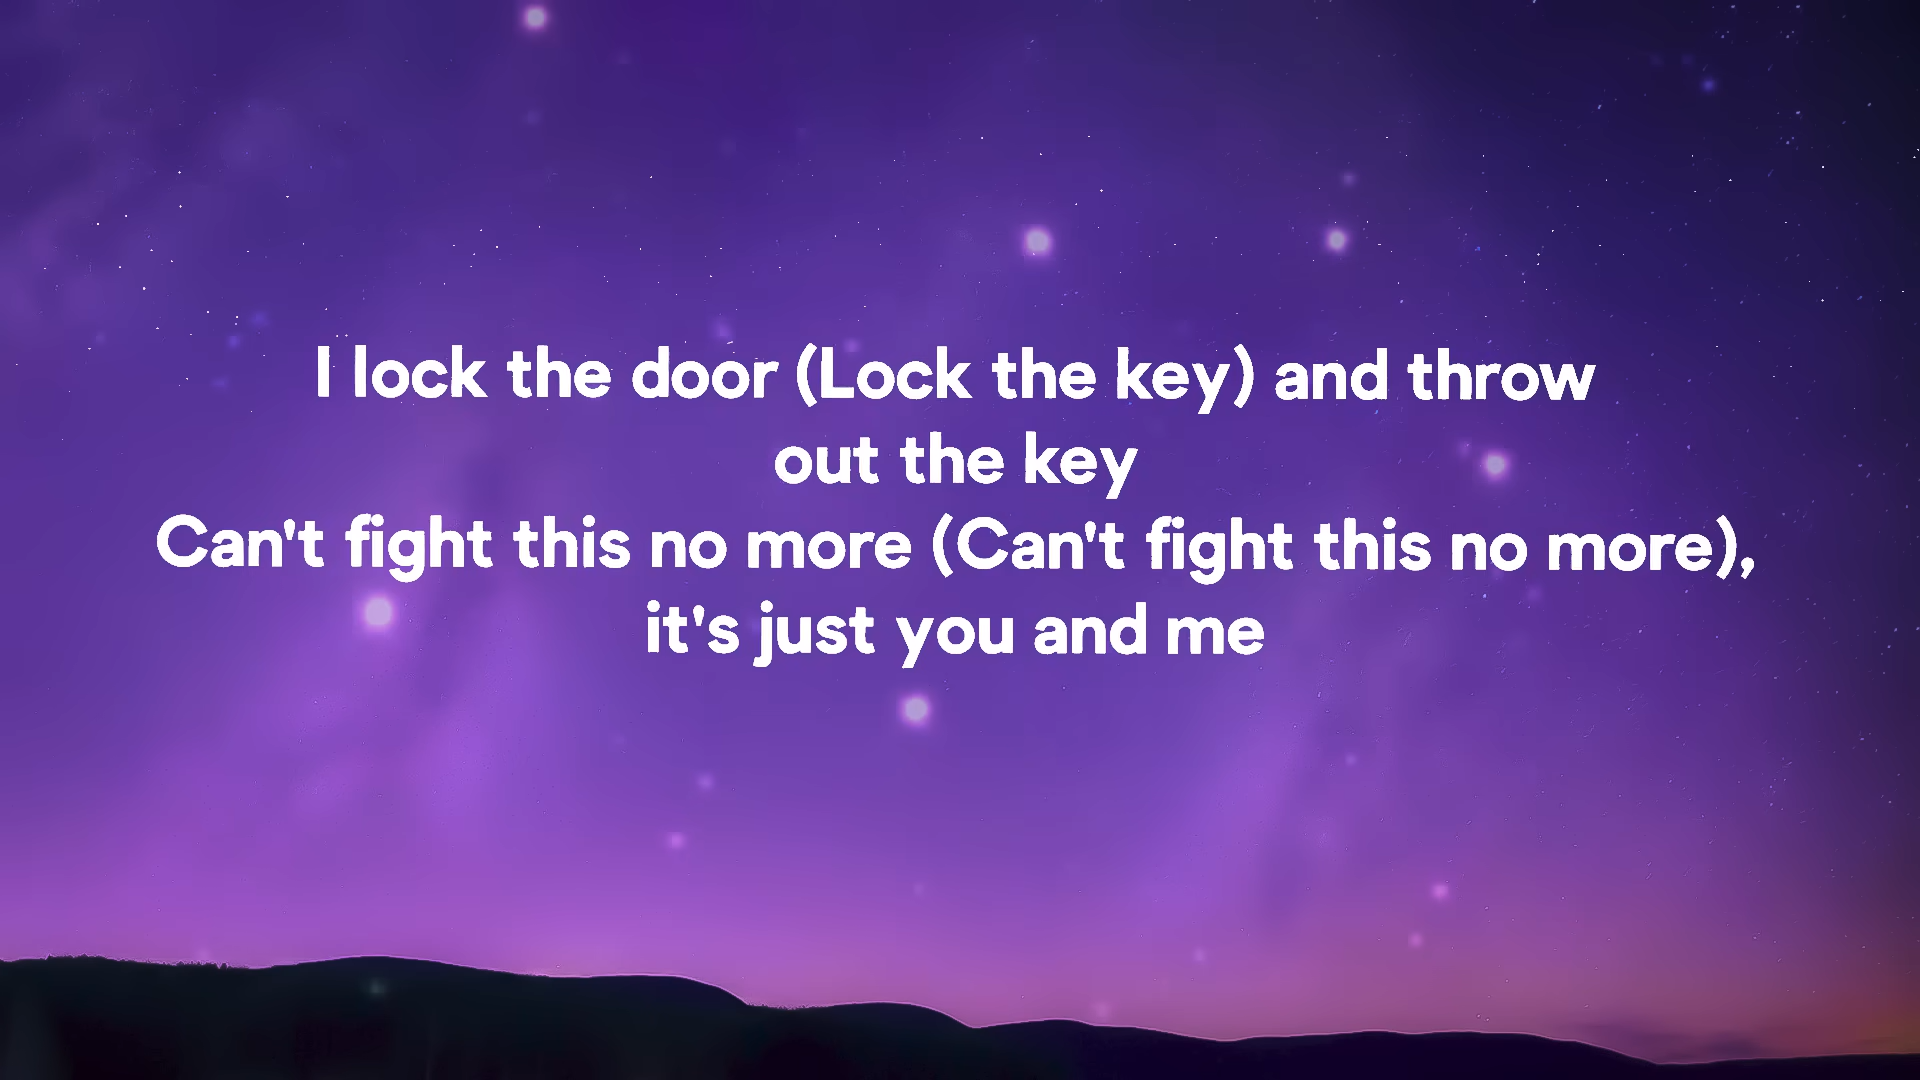 I lock the door (Lock the key) and throw
out the key
Can't fight this no more (Can't fight this no more),
it's just you and me